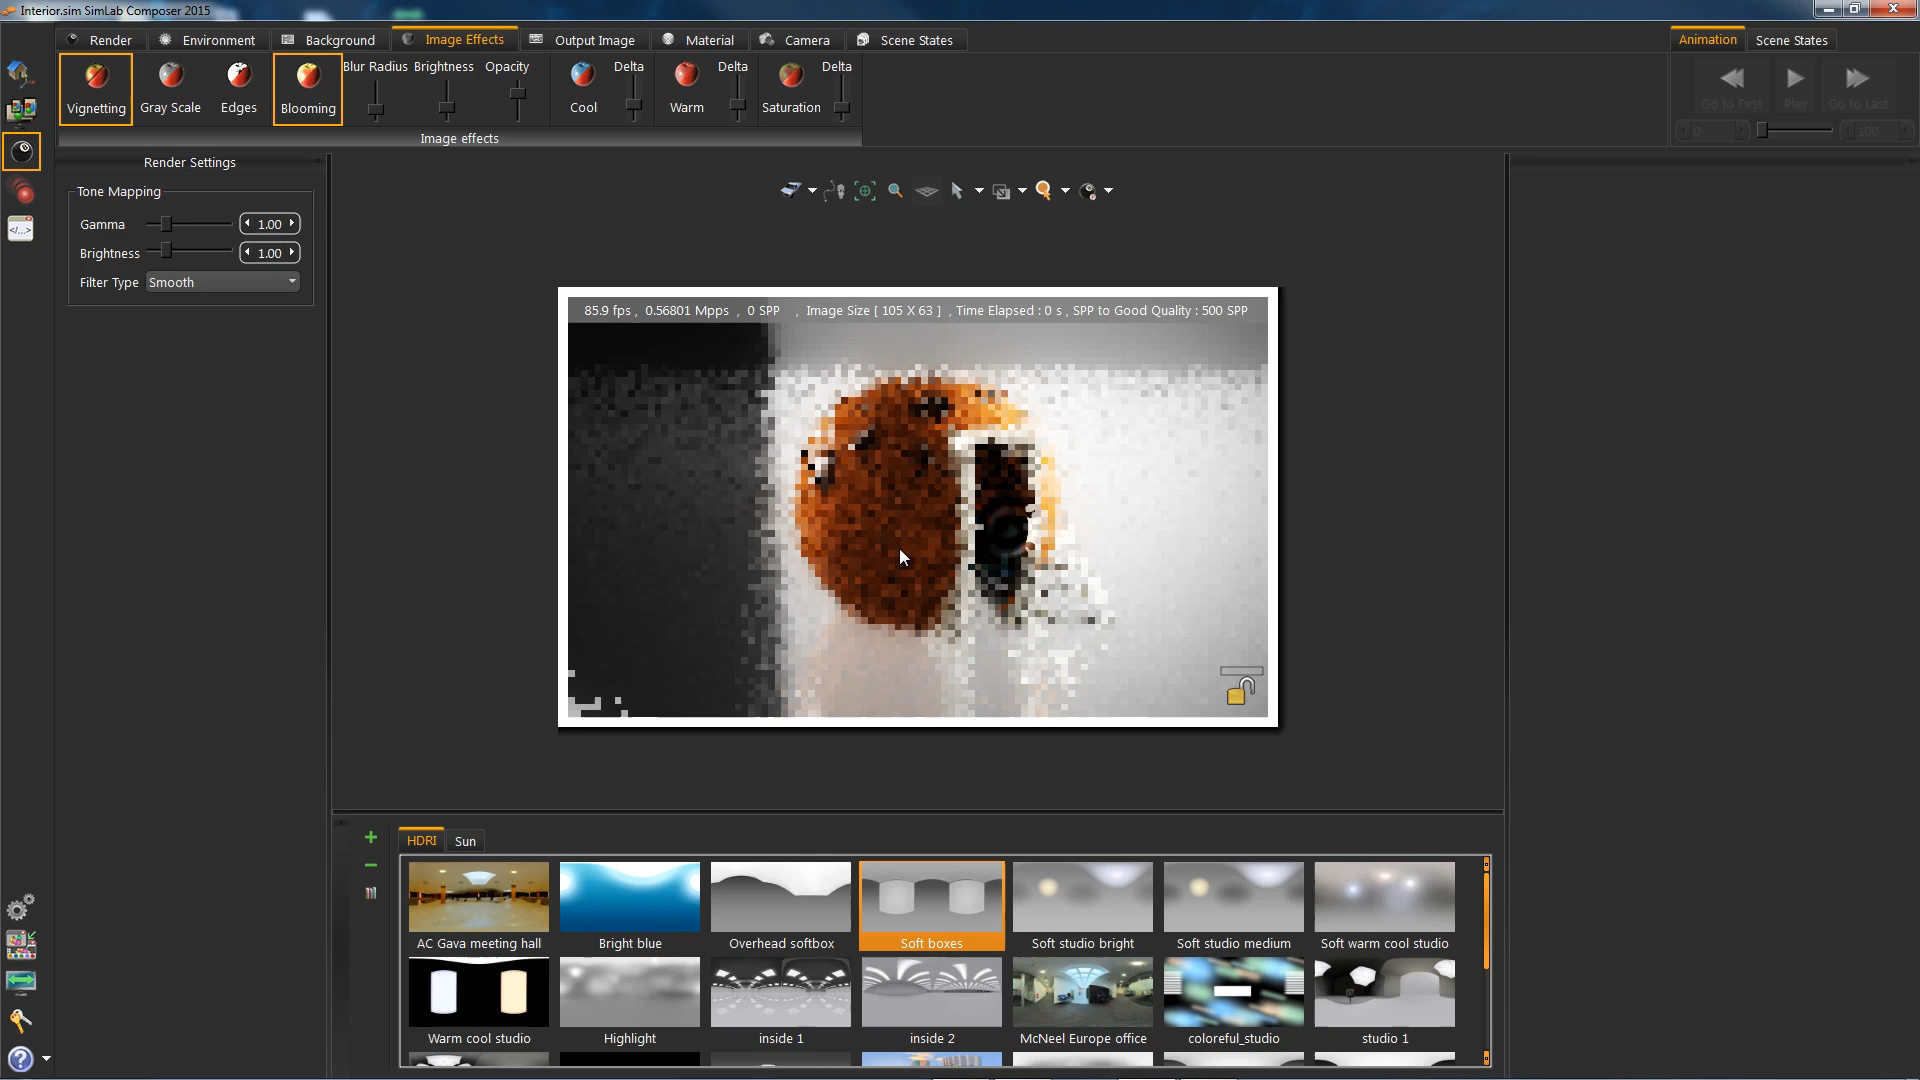 Interior.sim SimLab Composer 2015
Render Environment Background Image Effects Output Image Material Camera Scene States
Animation Scene States
Vignetting Gray Scale Edges Blooming Blur Radius Brightness Opacity Cool Delta Warm Delta Saturation Delta
Image effects
Go to First Play Go to Last
0 100
Render Settings
Tone Mapping
Gamma 1.00
Brightness 1.00
Filter Type Smooth
85.9 fps , 0.56801 Mpps , 0 SPP , Image Size [ 105 X 63 ] , Time Elapsed : 0 s , SPP to Good Quality : 500 SPP
HDRI Sun
AC Gava meeting hall Bright blue Overhead softbox Soft boxes Soft studio bright Soft studio medium Soft warm cool studio
Warm cool studio Highlight inside 1 inside 2 McNeel Europe office coloreful_studio studio 1